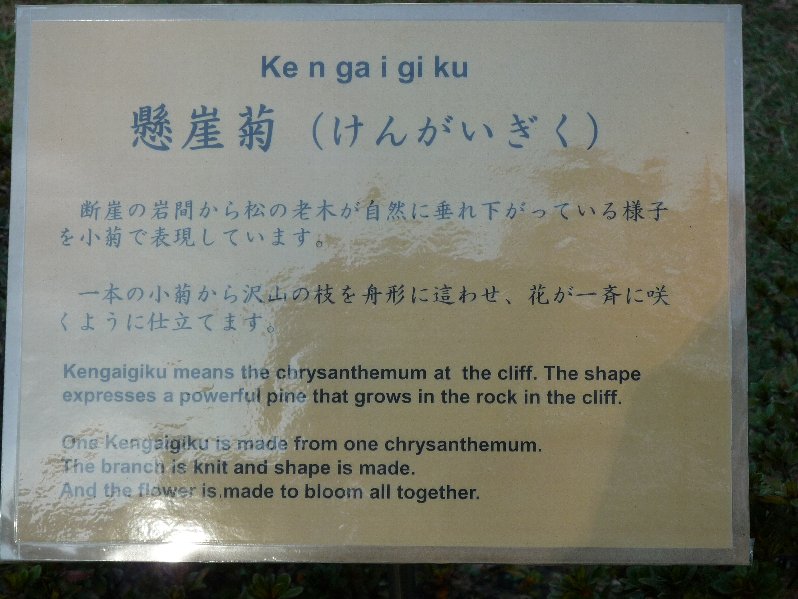 Kengaigiku
懸崖菊（けんがいぎく）
断崖の岩間から松の老木が自然に垂れ下がっている様子
を小菊で表現しています。
一本の小菊から沢山の枝を舟形に這わせ、花が一斉に咲
くように仕立てます。
Kengaigiku means the chrysanthemum at the cliff. The shape
expresses a powerful pine that grows in the rock in the cliff.
One Kengaigiku is made from one chrysanthemum.
The branch is knit and shape is made.
And the flower is made to bloom all together.